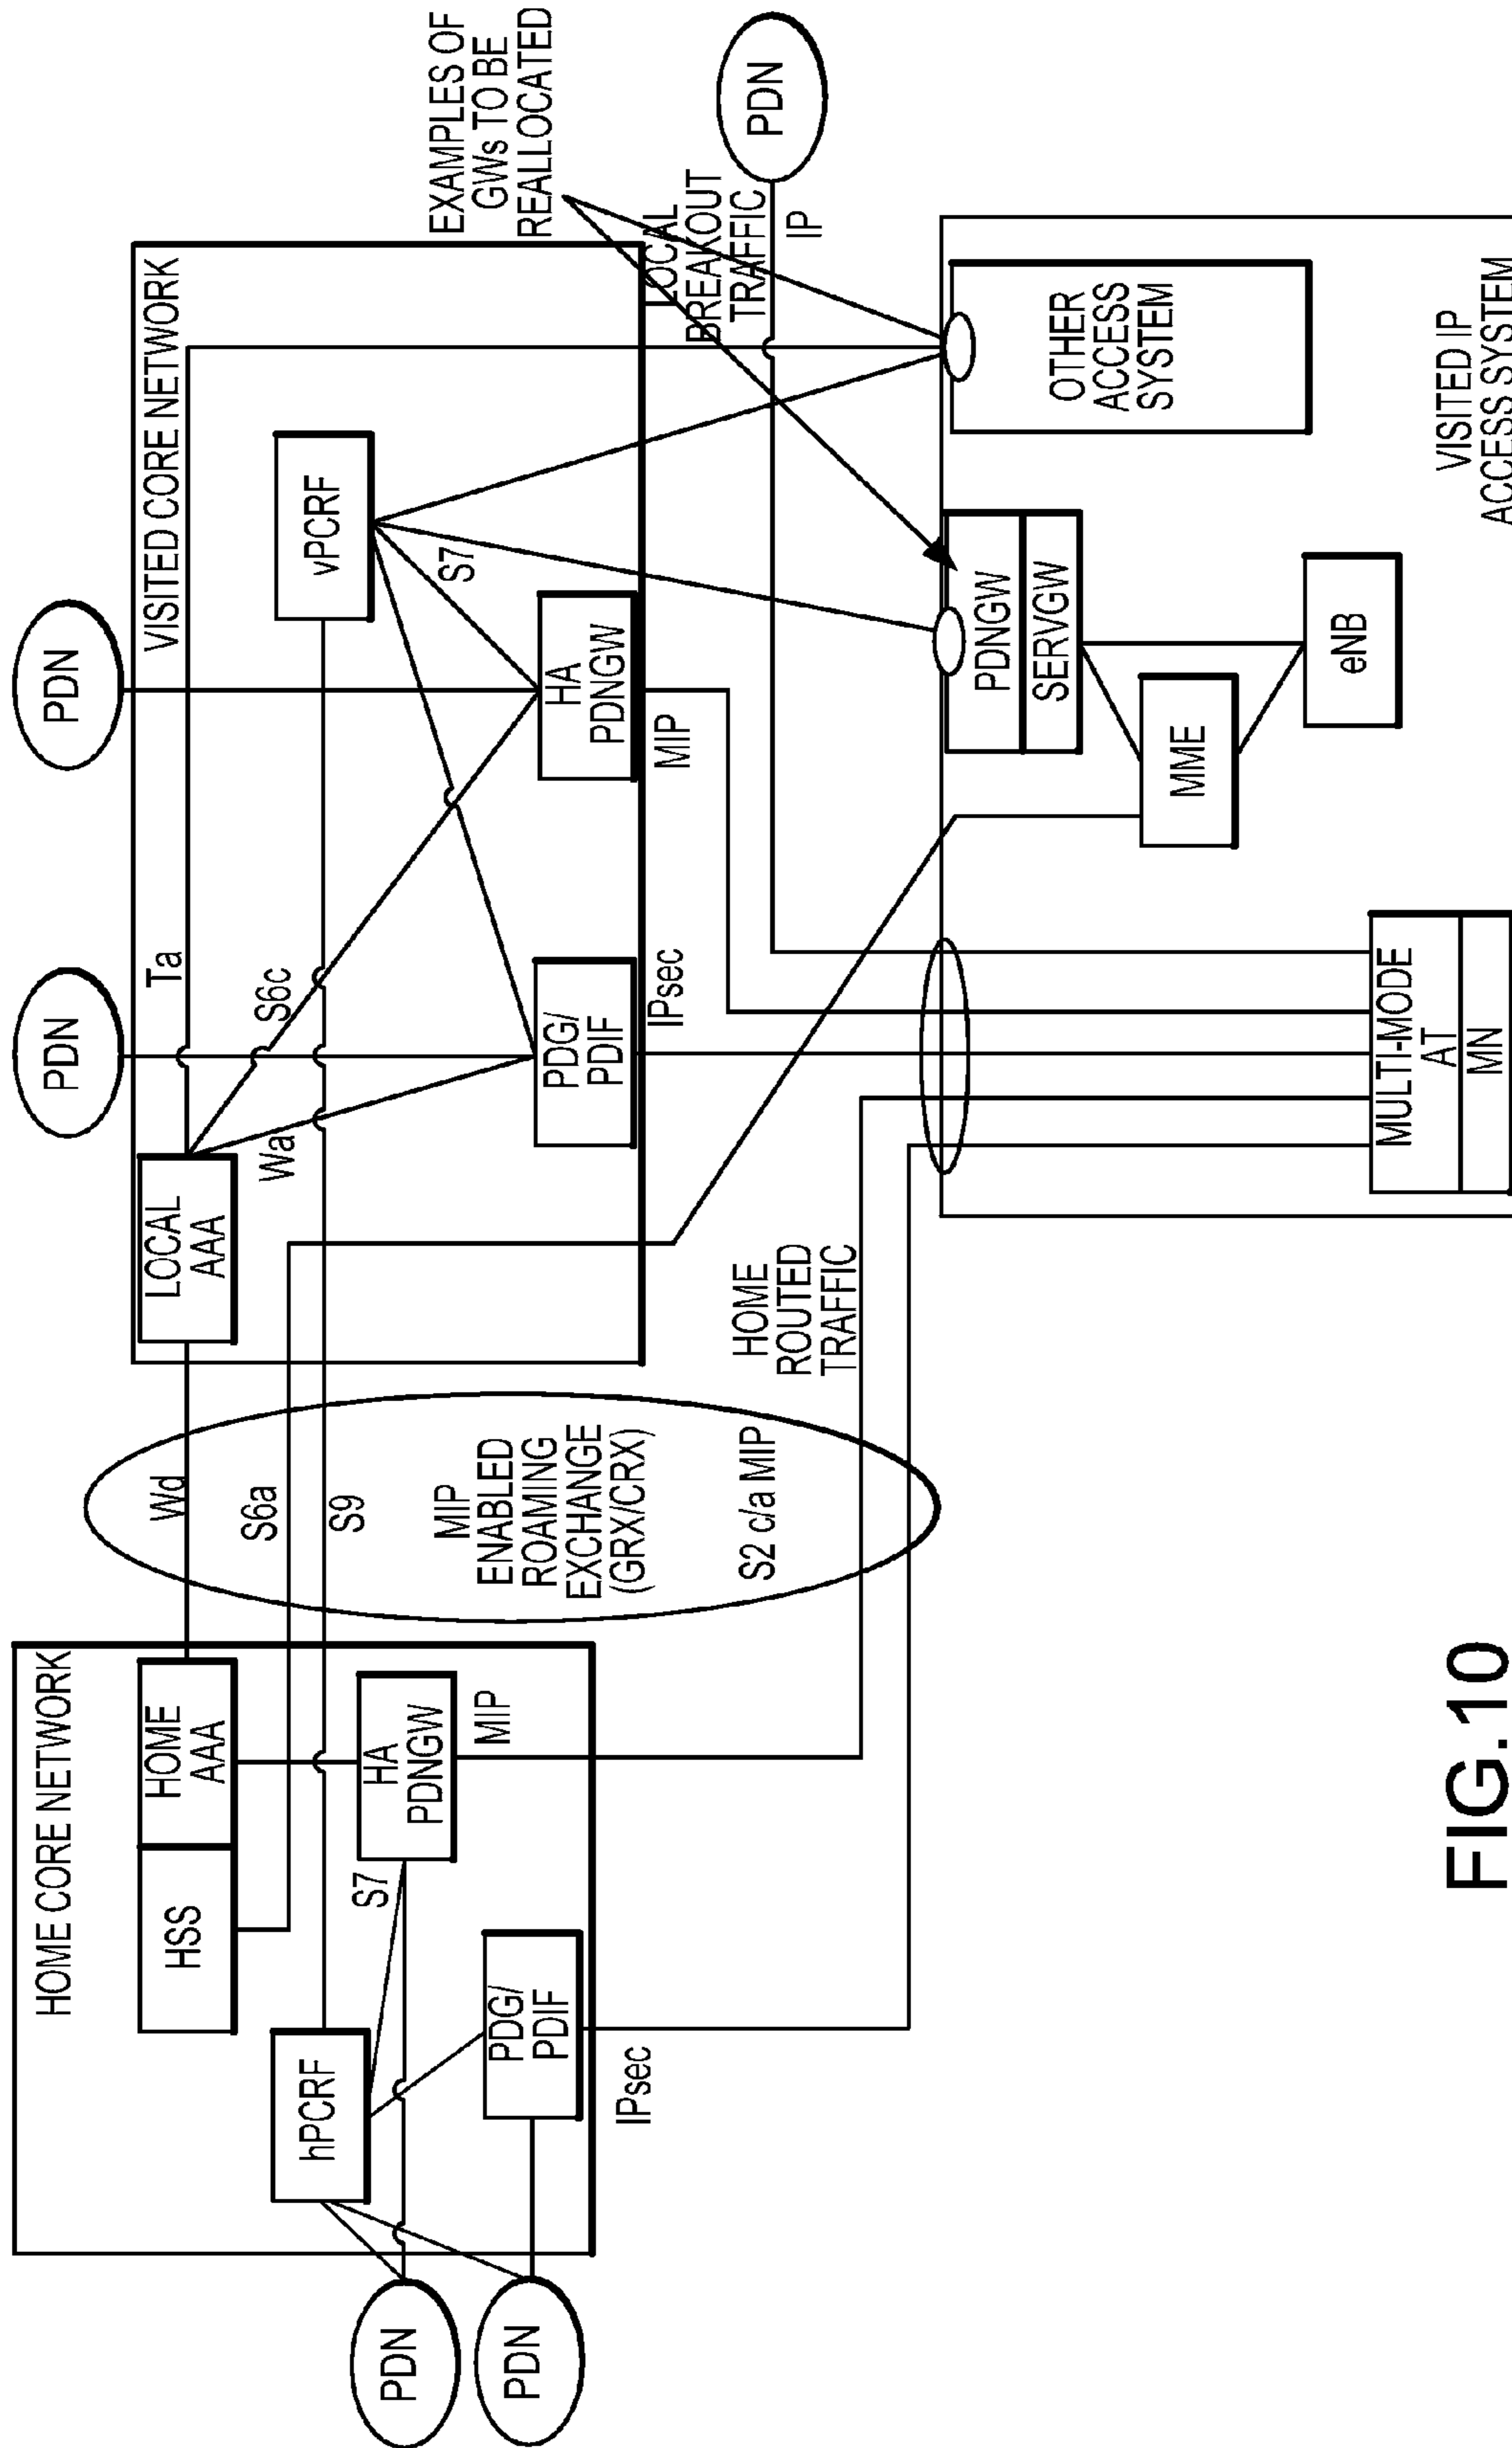 HOME CORE NETWORK
HSS
HOME
AAA
hPCRF
S7
HA
PDNGW
MIP
PDG/
PDIF
IPsec
PDN
PDN
Wd
S6a
S9
MIP
ENABLED
ROAMING
EXCHANGE
(GRX/CRX)
S2 c/a MIP
HOME
ROUTED
TRAFFIC
PDN
PDN
VISITED CORE NETWORK
LOCAL
AAA
Ta
S6c
Wa
vPCRF
S7
PDG/
PDIF
IPsec
HA
PDNGW
MIP
EXAMPLES OF
GWs TO BE
REALLOCATED
LOCAL
BREAKOUT
TRAFFIC
IP
PDN
PDNGW
SERVGW
OTHER
ACCESS
SYSTEM
MME
eNB
MULTI-MODE
AT
MN
VISITED IP
ACCESS SYSTEM
FIG.10